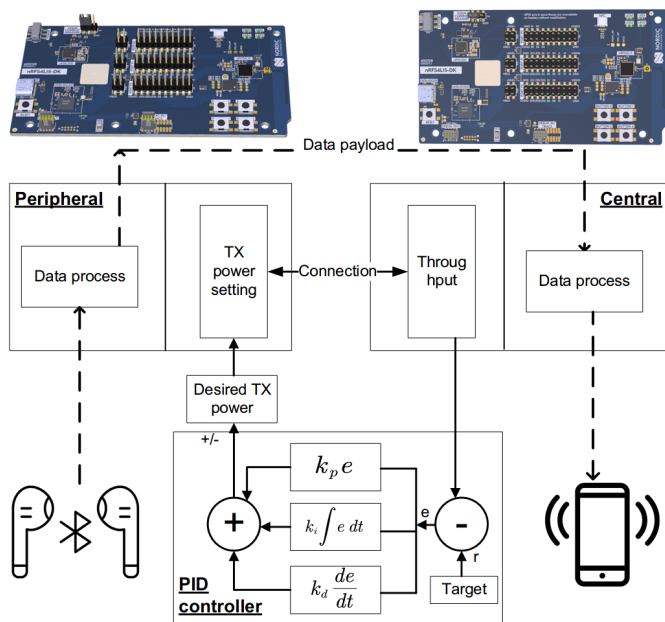 nRF54L15-DK
nRF54L15-DK
NORDIC
Data payload
Peripheral
Central
Data process
TX
power
setting
Connection
Throug
hput
Data process
Desired TX
power
+/-
k_p e
k_i ∫ e dt
k_d de/dt
+
-
e
r
Target
PID
controller